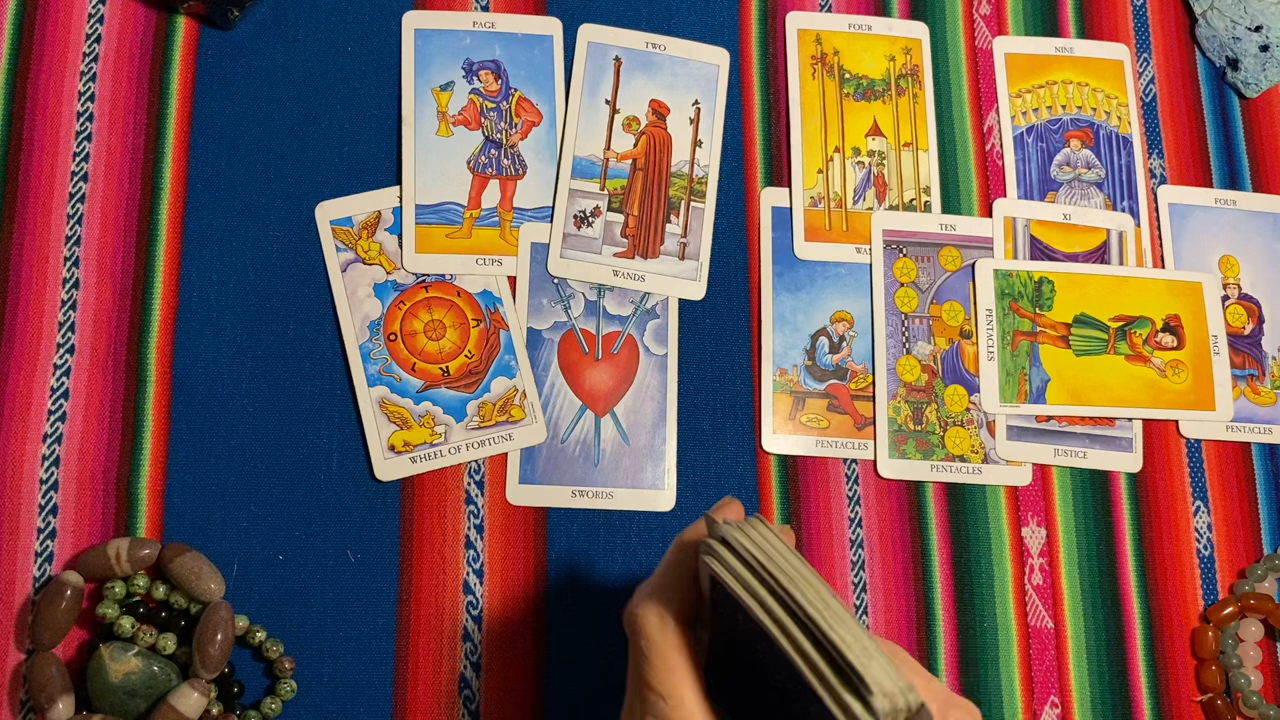 PAGE
CUPS
TWO
WANDS
WHEEL OF FORTUNE
SWORDS
FOUR
WA
NINE
PENTACLES
TEN
PENTACLES
XI
JUSTICE
PAGE
PENTACLES
FOUR
PENTACLES